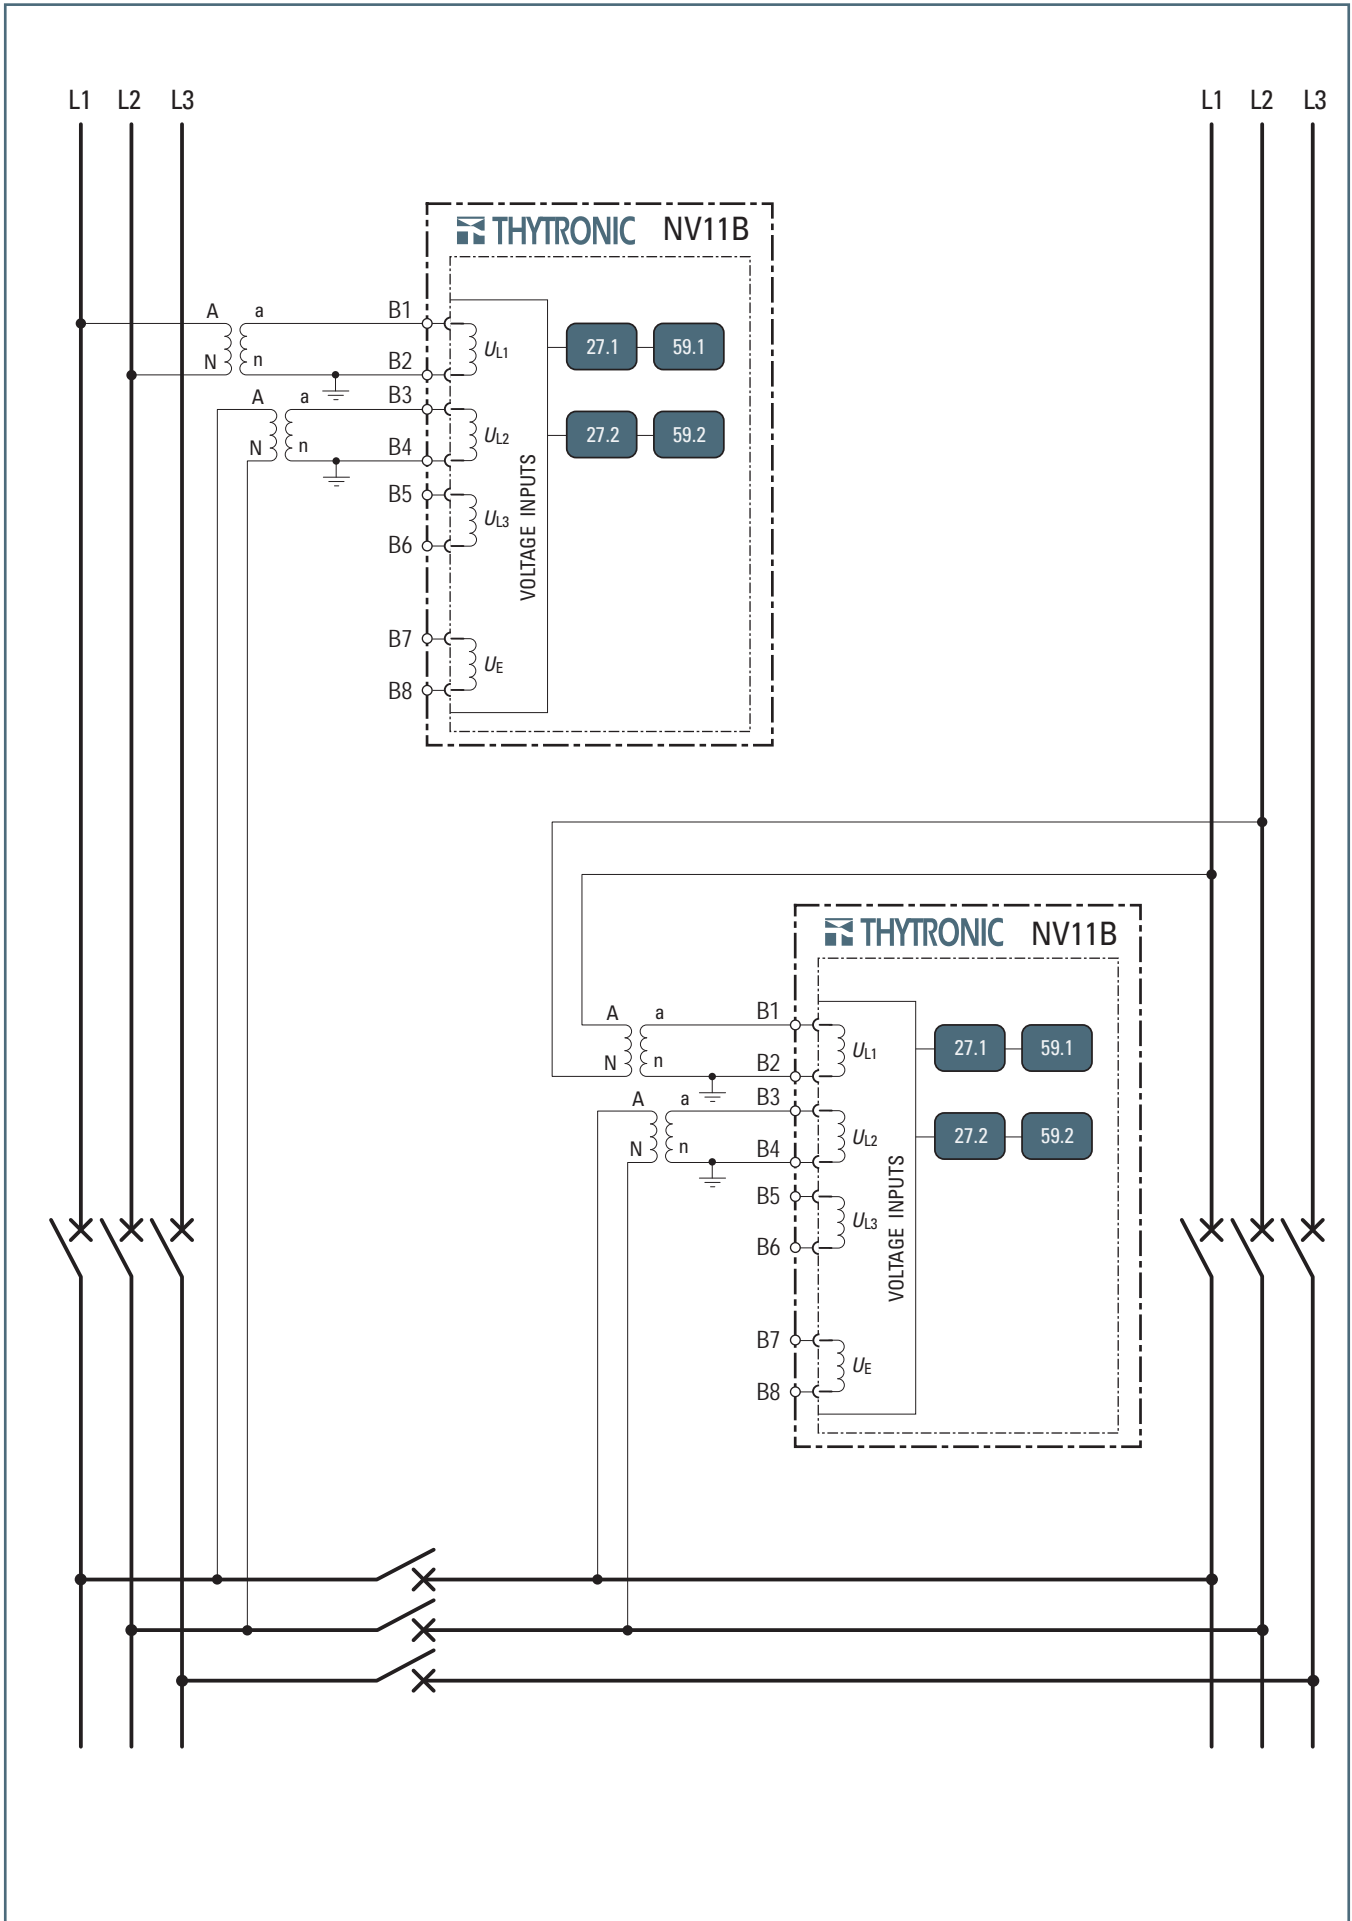 L1 L2 L3
L1 L2 L3
THYTRONIC NV11B
A a B1
N n B2
A a B3
N n B4
B5
B6
B7
B8
UL1
UL2
UL3
UE
VOLTAGE INPUTS
27.1 59.1
27.2 59.2
THYTRONIC NV11B
A a B1
N n B2
A a B3
N n B4
B5
B6
B7
B8
UL1
UL2
UL3
UE
VOLTAGE INPUTS
27.1 59.1
27.2 59.2